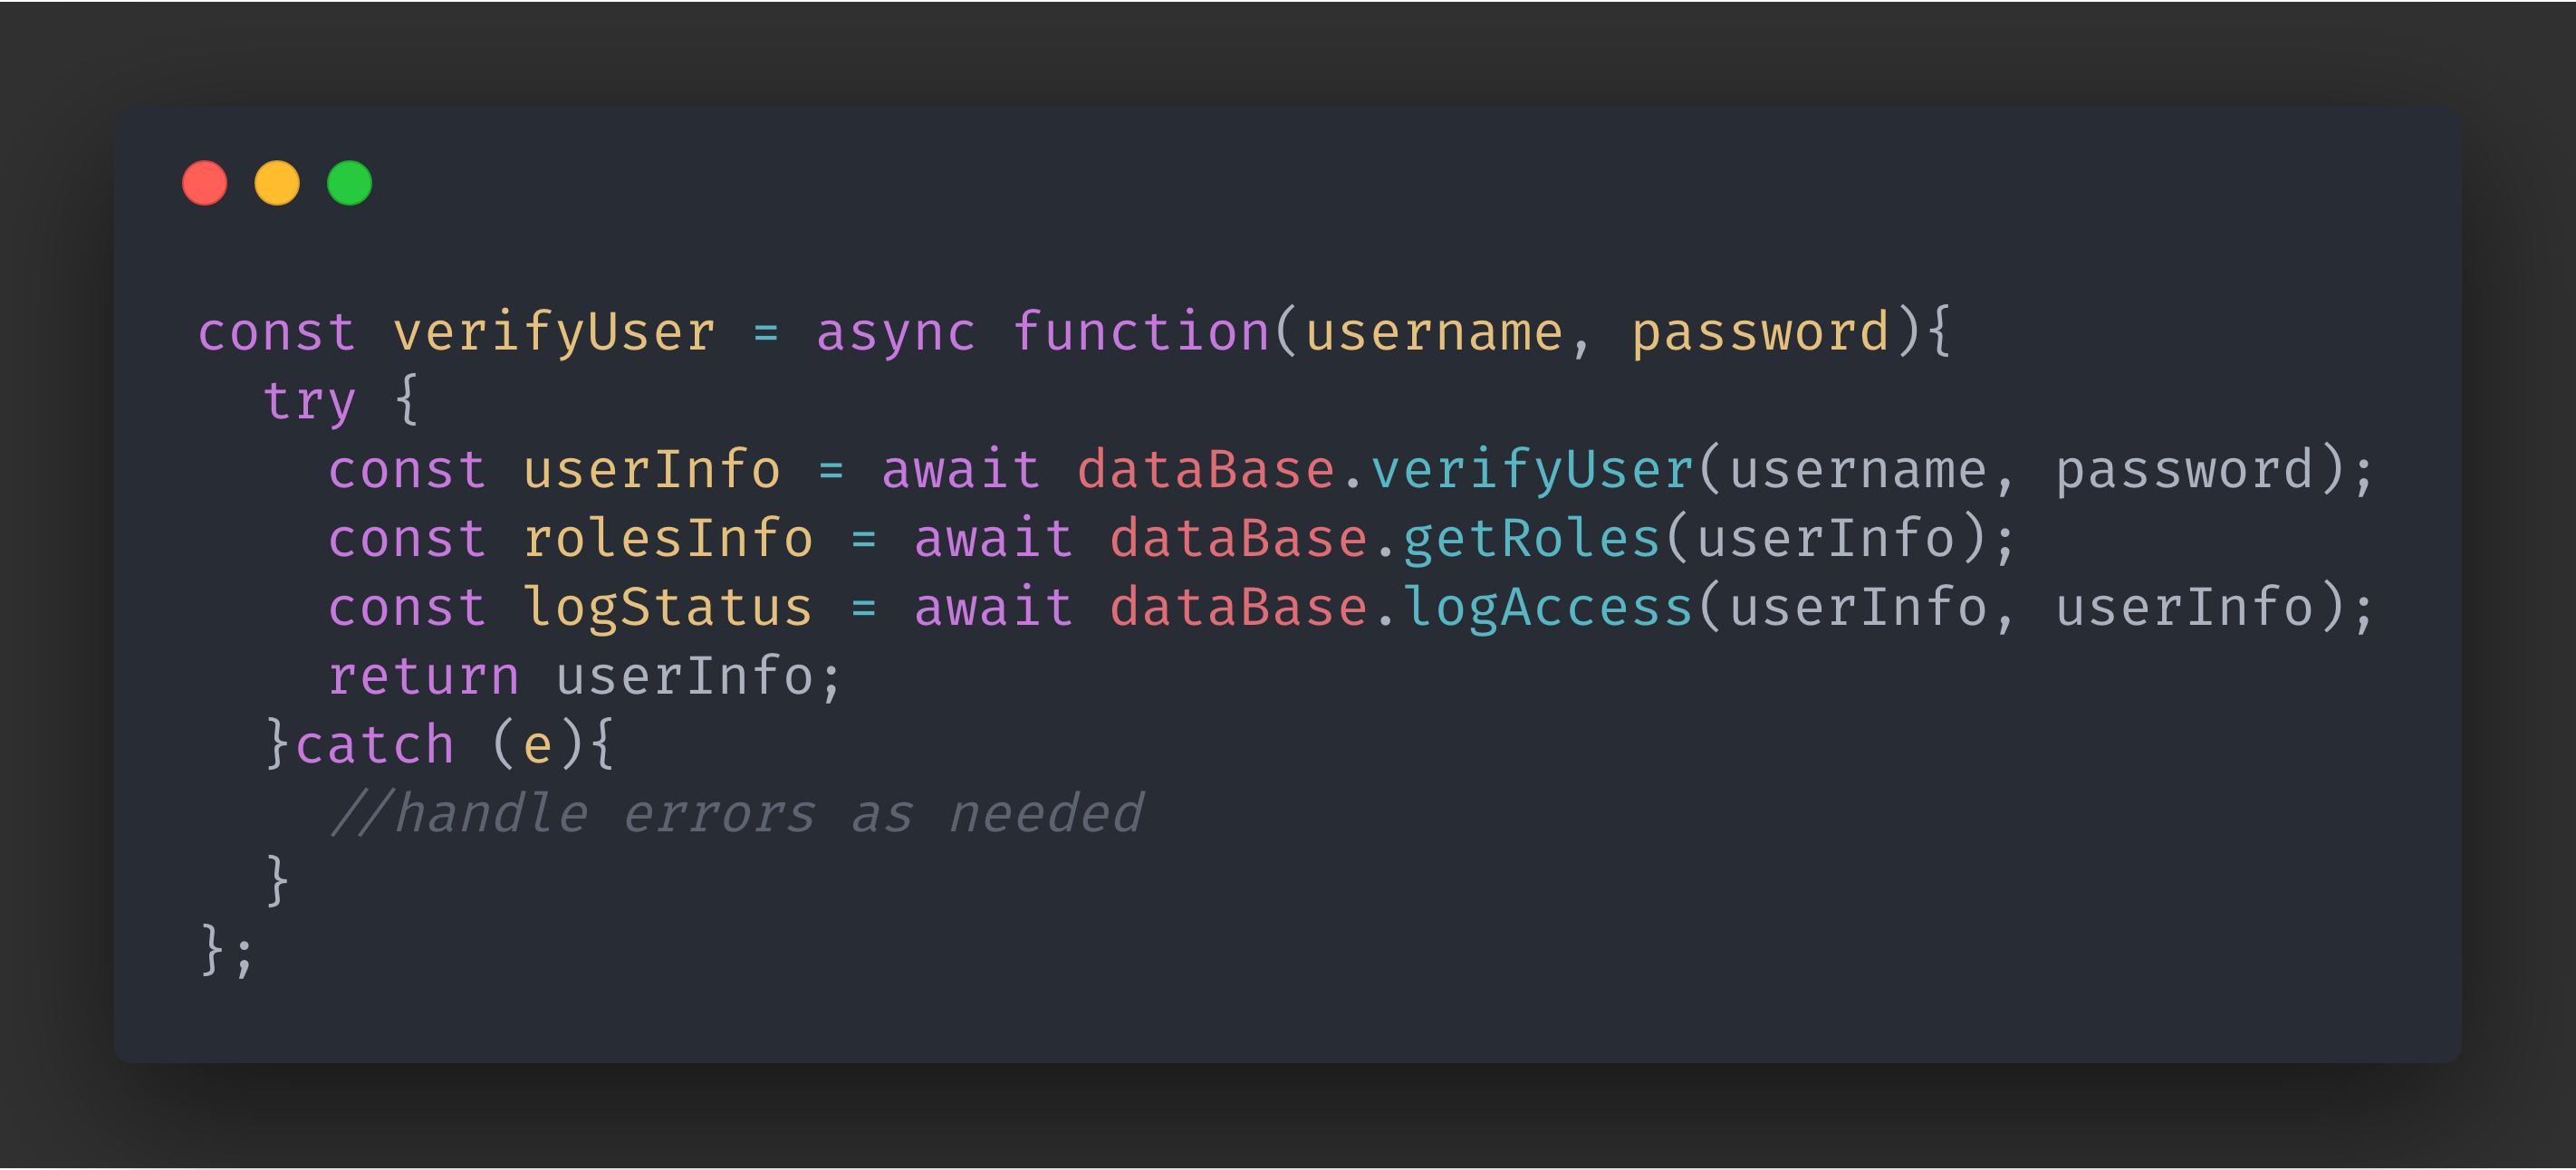 const verifyUser = async function(username, password){
  try {
    const userInfo = await dataBase.verifyUser(username, password);
    const rolesInfo = await dataBase.getRoles(userInfo);
    const logStatus = await dataBase.logAccess(userInfo, userInfo);
    return userInfo;
  }catch (e){
    //handle errors as needed
  }
};